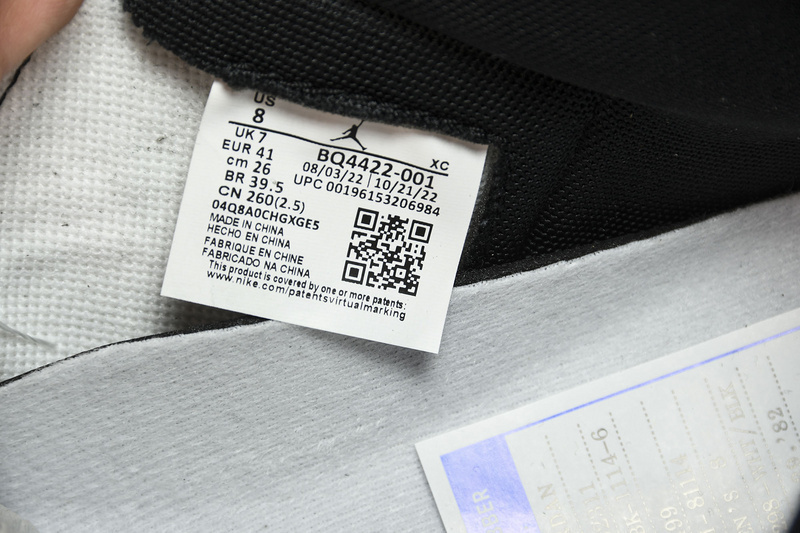 US
8
UK 7
EUR 41
cm 26
BR 39.5
CN 260(2.5)
04Q8A0CHGXGE5
XC
BQ4422-001
08/03/22 | 10/21/22
UPC 00196153206984
MADE IN CHINA
HECHO EN CHINA
FABRIQUE EN CHINE
FABRICADO NA CHINA
This product is covered by one or more patents:
www.nike.com/patentsvirtualmarking
114-6